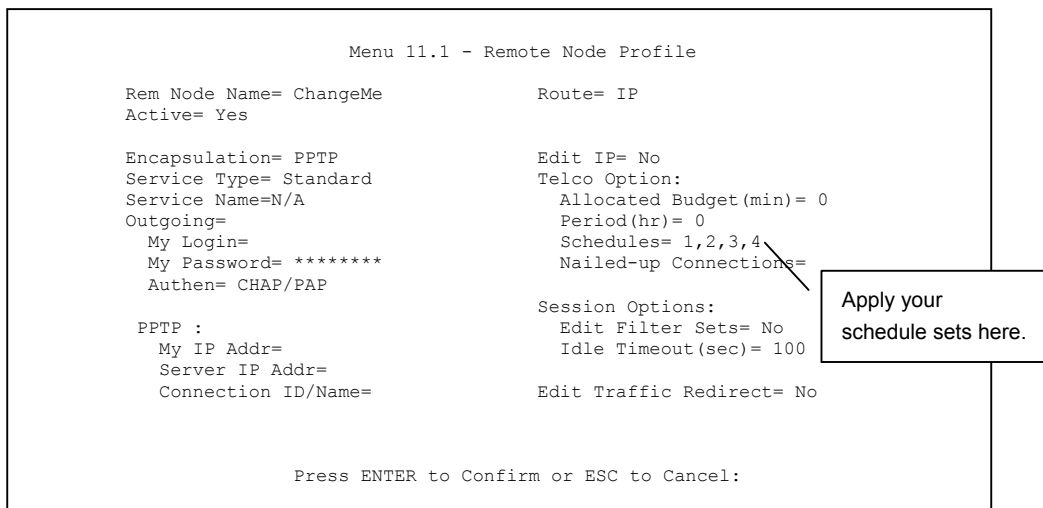 Menu 11.1 - Remote Node Profile
Rem Node Name= ChangeMe Route= IP
Active= Yes
Encapsulation= PPTP Edit IP= No
Service Type= Standard Telco Option:
Service Name=N/A Allocated Budget(min)= 0
Outgoing= Period(hr)= 0
My Login= Schedules= 1,2,3,4
My Password= ******** Nailed-up Connections=
Authen= CHAP/PAP
Session Options:
PPTP : Edit Filter Sets= No
My IP Addr= Idle Timeout(sec)= 100
Server IP Addr=
Connection ID/Name= Edit Traffic Redirect= No
Apply your
schedule sets here.
Press ENTER to Confirm or ESC to Cancel: